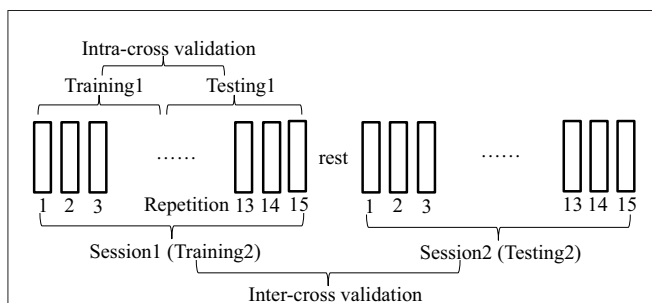 Intra-cross validation
Training1 Testing1
...... rest ......
1 2 3 Repetition 13 14 15 1 2 3 13 14 15
Session1 (Training2) Session2 (Testing2)
Inter-cross validation